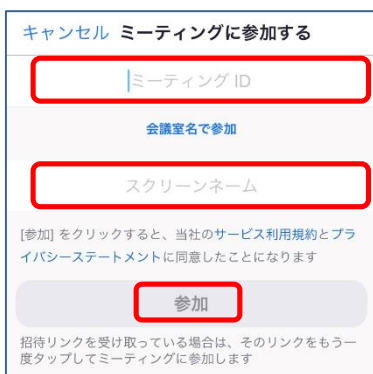 キャンセル ミーティングに参加する
ミーティング ID
会議室名で参加
スクリーンネーム
[参加] をクリックすると、当社のサービス利用規約とプラ
イバシーステートメントに同意したことになります
参加
招待リンクを受け取っている場合は、そのリンクをもう一
度タップしてミーティングに参加します